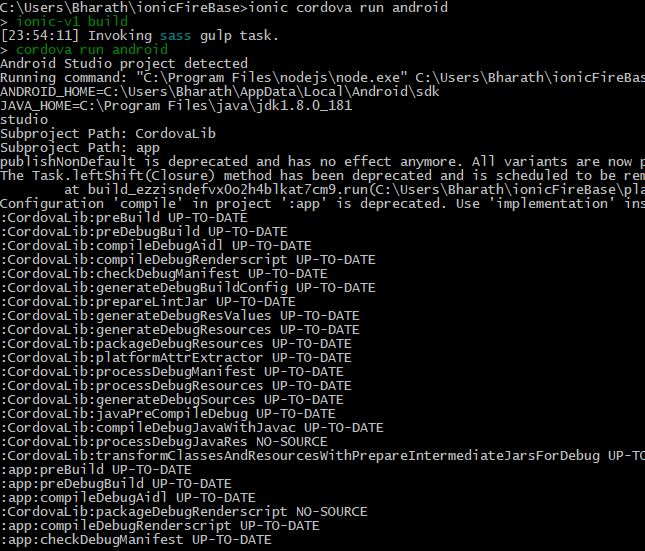 C:\Users\Bharath\ionicFireBase>ionic cordova run android
> ionic-v1 build
[23:54:11] Invoking sass gulp task.
> cordova run android
Android Studio project detected
Running command: "C:\Program Files\nodejs\node.exe" C:\Users\Bharath\ionicFireBas
ANDROID_HOME=C:\Users\Bharath\AppData\Local\Android\sdk
JAVA_HOME=C:\Program Files\java\jdk1.8.0_181
studio
Subproject Path: CordovaLib
Subproject Path: app
publishNonDefault is deprecated and has no effect anymore. All variants are now p
The Task.leftShift(Closure) method has been deprecated and is scheduled to be rem
at build_ezzisndefvx0o2h4blkat7cm9.run(C:\Users\Bharath\ionicFireBase\pla
Configuration 'compile' in project ':app' is deprecated. Use 'implementation' ins
:CordovaLib:preBuild UP-TO-DATE
:CordovaLib:preDebugBuild UP-TO-DATE
:CordovaLib:compileDebugAidl UP-TO-DATE
:CordovaLib:compileDebugRenderscript UP-TO-DATE
:CordovaLib:checkDebugManifest UP-TO-DATE
:CordovaLib:generateDebugBuildConfig UP-TO-DATE
:CordovaLib:prepareLintJar UP-TO-DATE
:CordovaLib:generateDebugResValues UP-TO-DATE
:CordovaLib:generateDebugResources UP-TO-DATE
:CordovaLib:packageDebugResources UP-TO-DATE
:CordovaLib:platformAttrExtractor UP-TO-DATE
:CordovaLib:processDebugManifest UP-TO-DATE
:CordovaLib:processDebugResources UP-TO-DATE
:CordovaLib:generateDebugSources UP-TO-DATE
:CordovaLib:javaPreCompileDebug UP-TO-DATE
:CordovaLib:compileDebugJavaWithJavac UP-TO-DATE
:CordovaLib:processDebugJavaRes NO-SOURCE
:CordovaLib:transformClassesAndResourcesWithPrepareIntermediateJarsForDebug UP-TO
:app:preBuild UP-TO-DATE
:app:preDebugBuild UP-TO-DATE
:app:compileDebugAidl UP-TO-DATE
:CordovaLib:packageDebugRenderscript NO-SOURCE
:app:compileDebugRenderscript UP-TO-DATE
:app:checkDebugManifest UP-TO-DATE